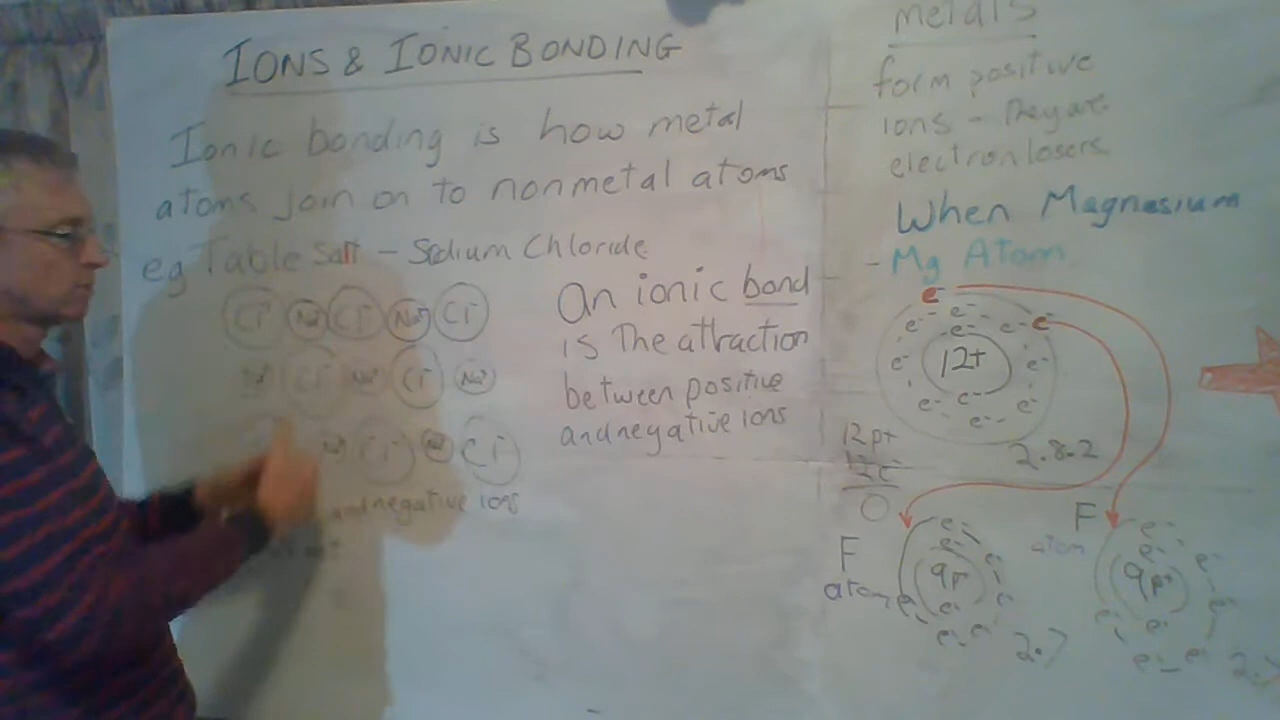 IONS & IONIC BONDING
Ionic bonding is how metal
atoms join on to nonmetal atoms
eg Table Salt - Sodium Chloride
Cl⁻ Na⁺ Cl⁻ Na⁺ Cl⁻
Cl⁻ Na⁺ Cl⁻ Na⁺
Na⁺ Cl⁻ Na⁺ Cl⁻
and negative ions
An ionic bond
is The attraction
between positive
and negative ions
metals
form positive
ions - They are
electron losers
When Magnesium
- Mg Atom
e⁻
e⁻ e⁻ e⁻ e⁻
e⁻
e⁻ 12+ e⁻
e⁻ e⁻ e⁻
e⁻
12p+
12e⁻
0
2.8.2
F
atom
e⁻
e⁻ e⁻
9+
e⁻ e⁻ e⁻
e⁻ e⁻
2.7
F
atom
e⁻
e⁻ e⁻
e⁻
e⁻ e⁻
e⁻
2.7